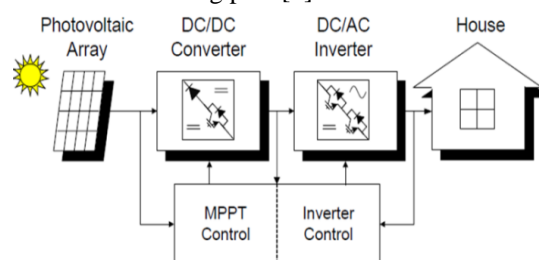 Photovoltaic
Array
DC/DC
Converter
DC/AC
Inverter
House
MPPT
Control
Inverter
Control